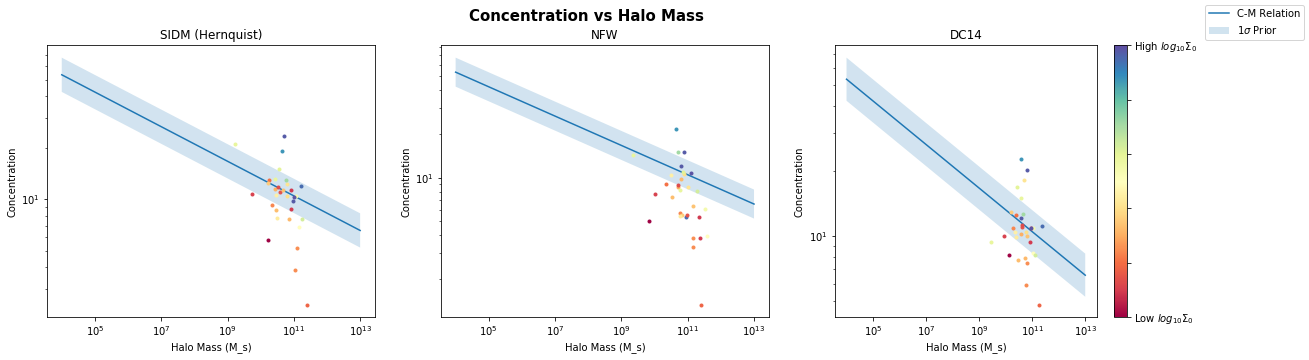 Concentration vs Halo Mass
C-M Relation
1σ Prior
SIDM (Hernquist)
NFW
DC14
High log₁₀Σ₀
Low log₁₀Σ₀
Concentration
10¹
10⁵ 10⁷ 10⁹ 10¹¹ 10¹³
Halo Mass (M_s)
Concentration
10¹
10⁵ 10⁷ 10⁹ 10¹¹ 10¹³
Halo Mass (M_s)
Concentration
10¹
10⁵ 10⁷ 10⁹ 10¹¹ 10¹³
Halo Mass (M_s)